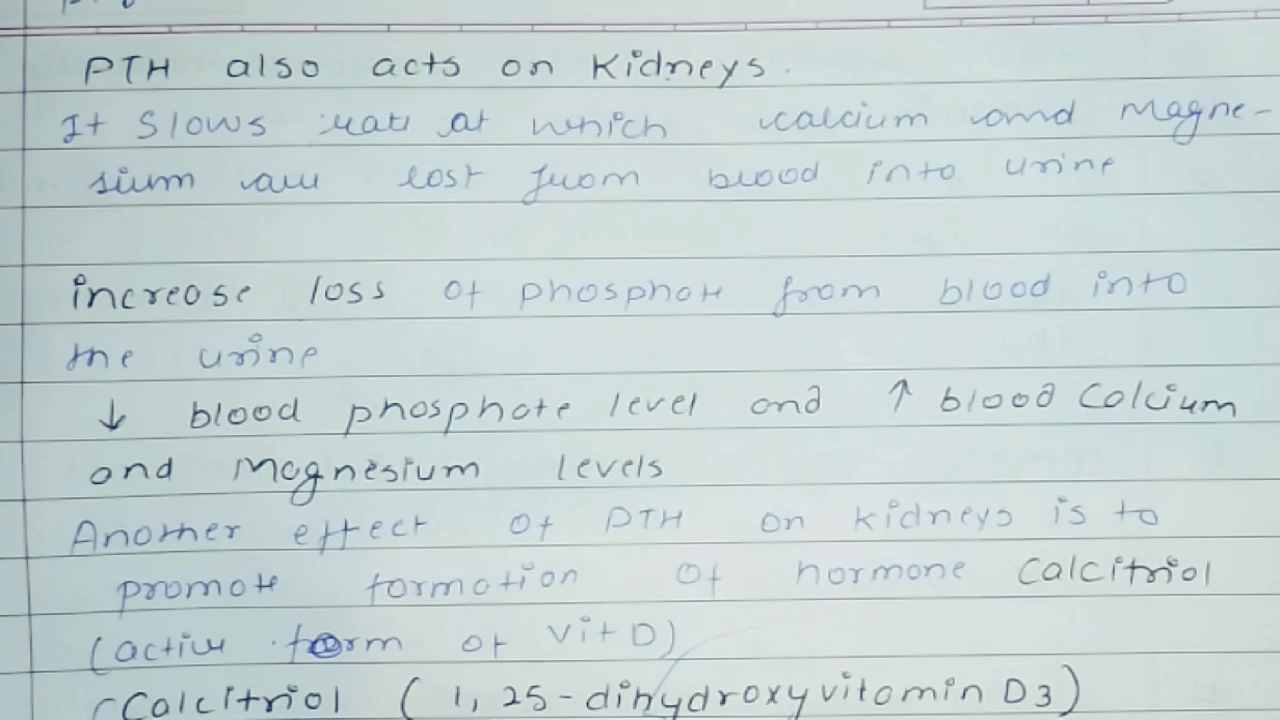 PTH also acts on Kidneys.
It slows rate at which calcium and Magne-
sium are lost from blood into urine
increase loss of phosphate from blood into
the urine
↓ blood phosphate level and ↑ blood Calcium
and Magnesium levels
Another effect of PTH on kidneys is to
promote formation of hormone Calcitriol
(active form of Vit D)
Calcitriol (1, 25-dihydroxyvitamin D3)